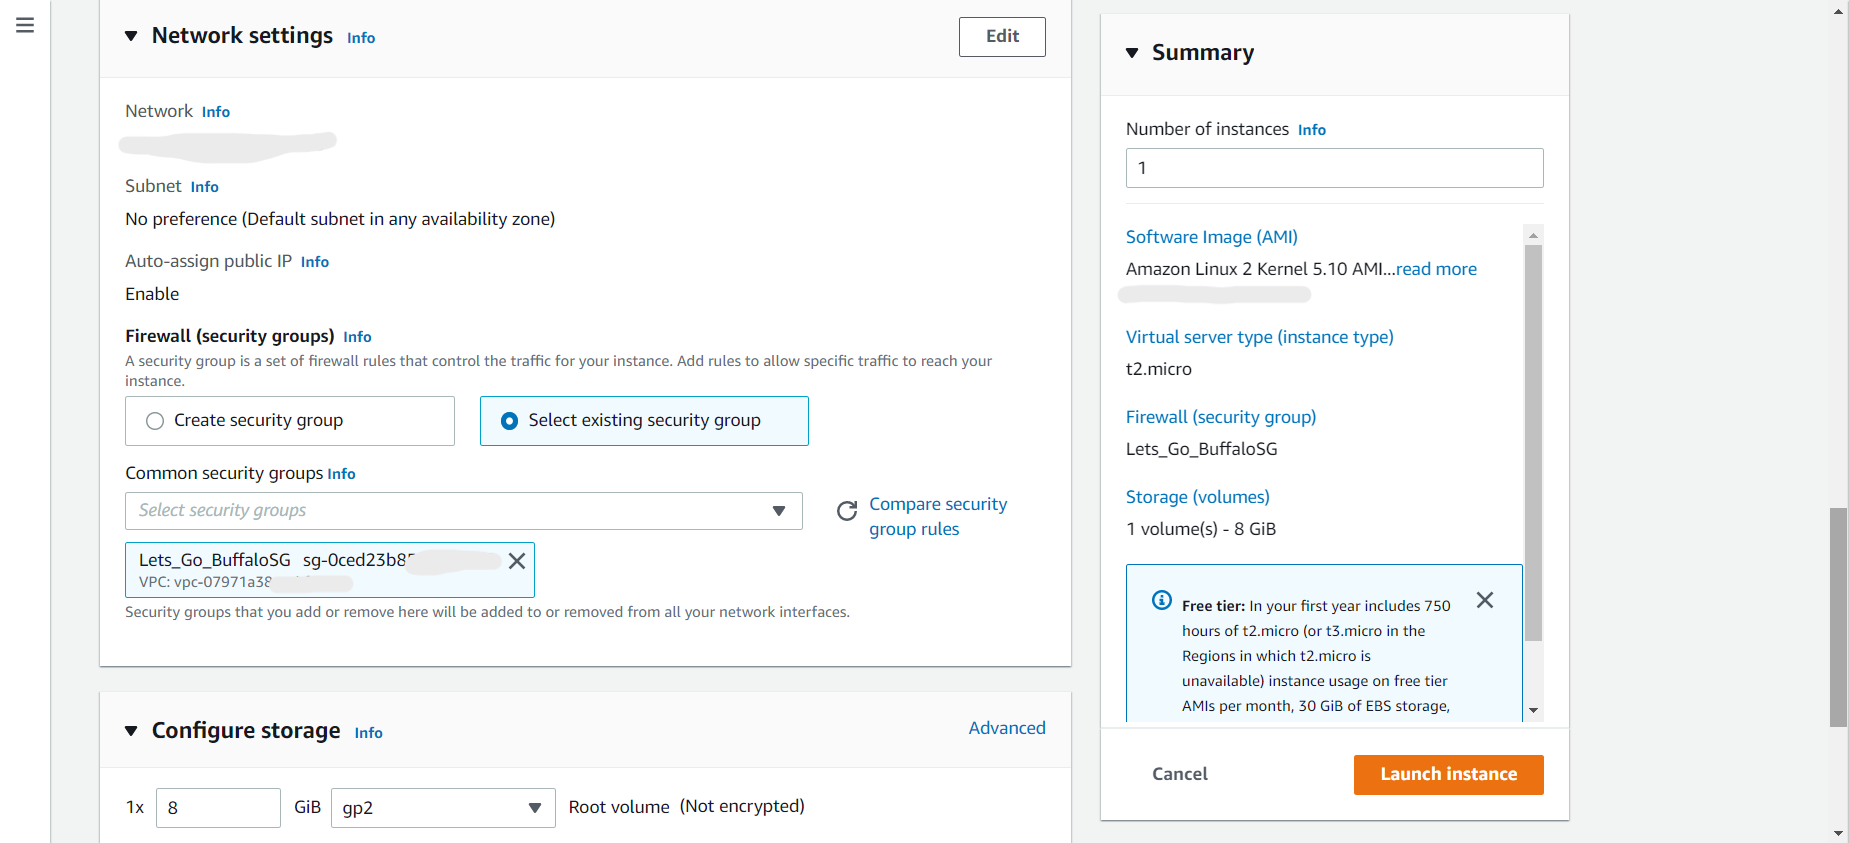 Network settings Info
Edit
Network Info
Subnet Info
No preference (Default subnet in any availability zone)
Auto-assign public IP Info
Enable
Firewall (security groups) Info
A security group is a set of firewall rules that control the traffic for your instance. Add rules to allow specific traffic to reach your
instance.
Create security group
Select existing security group
Common security groups Info
Select security groups
Compare security
group rules
Lets_Go_BuffaloSG sg-0ced23b8
VPC: vpc-07971a38
Security groups that you add or remove here will be added to or removed from all your network interfaces.
Configure storage Info
Advanced
1x 8 GiB gp2 Root volume (Not encrypted)
Summary
Number of instances Info
1
Software Image (AMI)
Amazon Linux 2 Kernel 5.10 AMI...read more
Virtual server type (instance type)
t2.micro
Firewall (security group)
Lets_Go_BuffaloSG
Storage (volumes)
1 volume(s) - 8 GiB
Free tier: In your first year includes 750
hours of t2.micro (or t3.micro in the
Regions in which t2.micro is
unavailable) instance usage on free tier
AMIs per month, 30 GiB of EBS storage,
Cancel
Launch instance